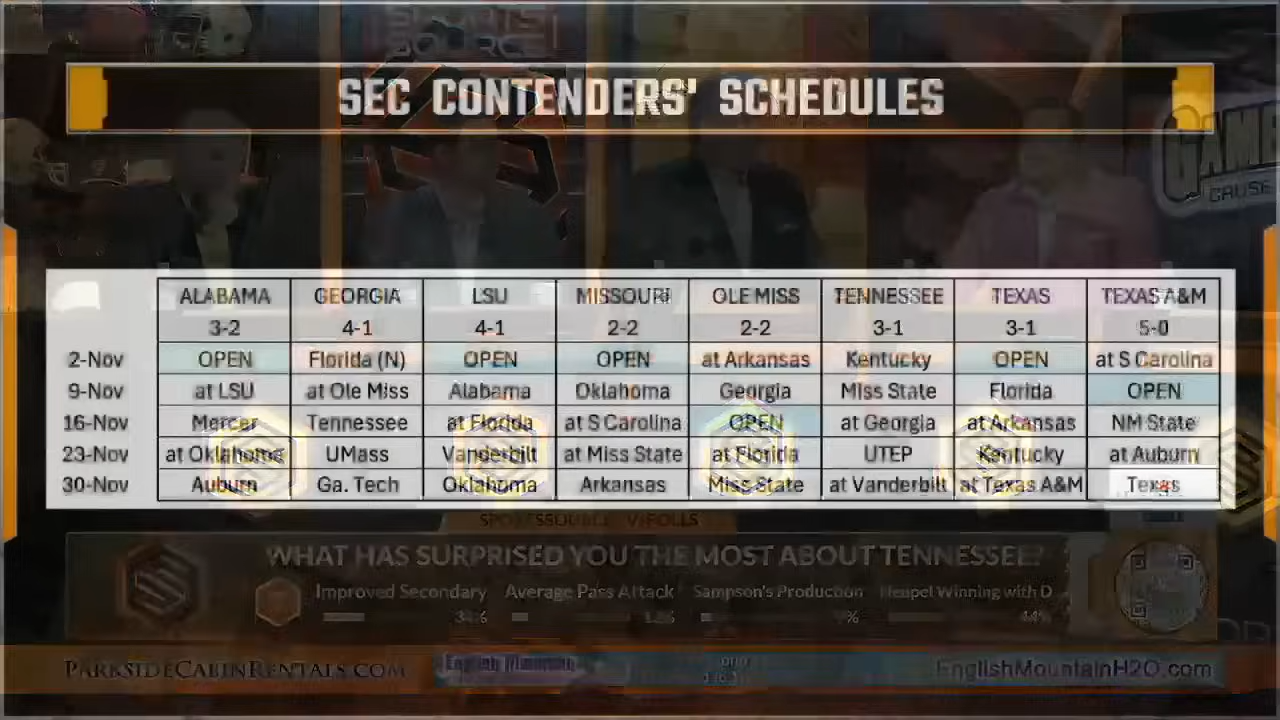 SEC CONTENDERS' SCHEDULES
GAME
CAUSE
ALABAMA GEORGIA LSU MISSOURI OLE MISS TENNESSEE TEXAS TEXAS A&M
3-2 4-1 4-1 2-2 2-2 3-1 3-1 5-0
2-Nov OPEN Florida (N) OPEN OPEN at Arkansas Kentucky OPEN at S Carolina
9-Nov at LSU at Ole Miss Alabama Oklahoma Georgia Miss State Florida OPEN
16-Nov Mercer Tennessee at Florida at S Carolina OPEN at Georgia at Arkansas NM State
23-Nov at Oklahoma UMass Vanderbilt at Miss State at Florida UTEP Kentucky at Auburn
30-Nov Auburn Ga. Tech Oklahoma Arkansas Miss State at Vanderbilt at Texas A&M Texas
WHAT HAS SURPRISED YOU THE MOST ABOUT TENNESSEE?
Improved Secondary Average Pass Attack Sampson's Production Heupel Winning with D
PARKSIDECABINRENTALS.COM English Mountain EnglishMountainH2O.com